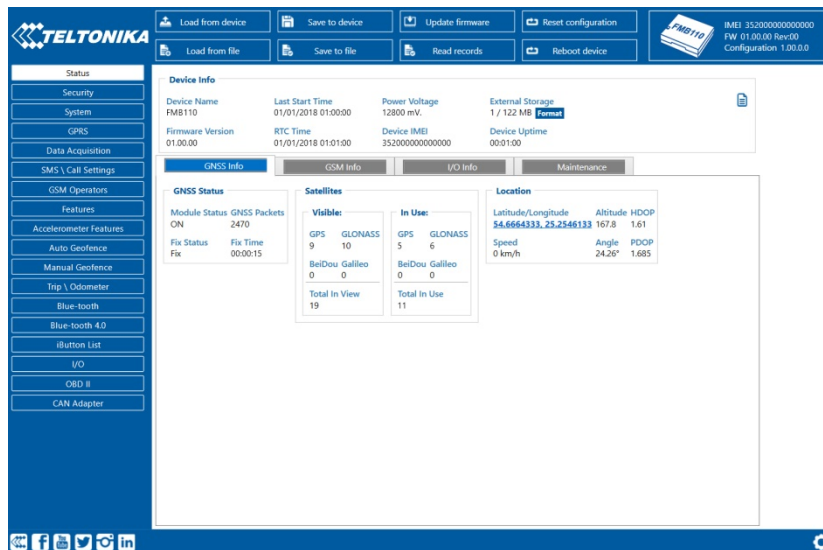 TELTONIKA
Load from device
Save to device
Update firmware
Reset configuration
Load from file
Save to file
Read records
Reboot device
FMB110
IMEI 352000000000000
FW 01.00.00 Rev:00
Configuration 1.00.0.0
Status
Security
System
GPRS
Data Acquisition
SMS \ Call Settings
GSM Operators
Features
Accelerometer Features
Auto Geofence
Manual Geofence
Trip \ Odometer
Blue-tooth
Blue-tooth 4.0
iButton List
I/O
OBD II
CAN Adapter
Device Info
Device Name Last Start Time Power Voltage External Storage
FMB110 01/01/2018 01:00:00 12800 mV. 1 / 122 MB Format
Firmware Version RTC Time Device IMEI Device Uptime
01.00.00 01/01/2018 01:01:00 352000000000000 00:01:00
GNSS Info GSM Info I/O Info Maintenance
GNSS Status
Module Status GNSS Packets
ON 2470
Fix Status Fix Time
Fix 00:00:15
Satellites
Visible:
GPS GLONASS
9 10
BeiDou Galileo
0 0
Total In View
19
In Use:
GPS GLONASS
5 6
BeiDou Galileo
0 0
Total In Use
11
Location
Latitude/Longitude Altitude HDOP
54.6664333, 25.2546133 167.8 1.61
Speed Angle PDOP
0 km/h 24.26° 1.685